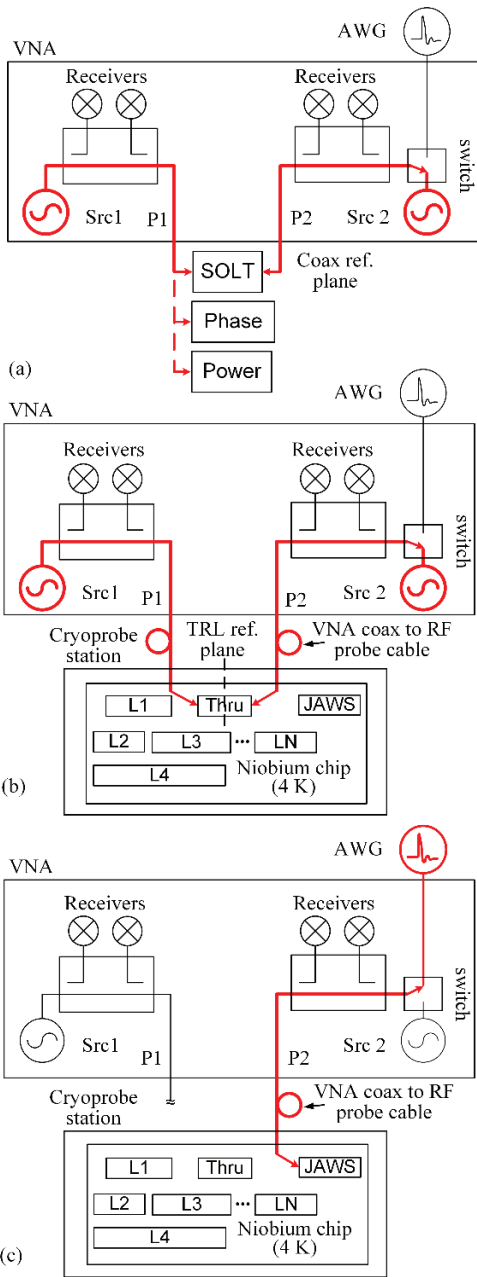 AWG
VNA
Receivers
Receivers
switch
Src1
P1
P2
Src 2
SOLT
Coax ref.
plane
Phase
Power
(a)
AWG
VNA
Receivers
Receivers
switch
Src1
P1
P2
Src 2
Cryoprobe
station
TRL ref.
plane
VNA coax to RF
probe cable
L1
Thru
JAWS
L2
L3
...
LN
L4
Niobium chip
(4 K)
(b)
AWG
VNA
Receivers
Receivers
switch
Src1
P1
P2
Src 2
Cryoprobe
station
VNA coax to RF
probe cable
L1
Thru
JAWS
L2
L3
...
LN
L4
Niobium chip
(4 K)
(c)